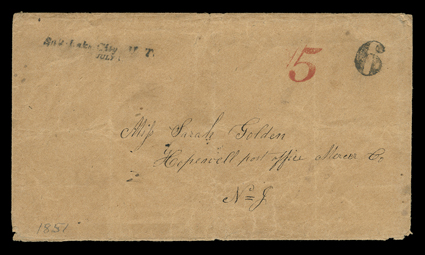 Salt Lake City. U. T.
JULY
5 6
Miss Sarah Golden
Hopewell post office Mercer Co.
N. J.
1851